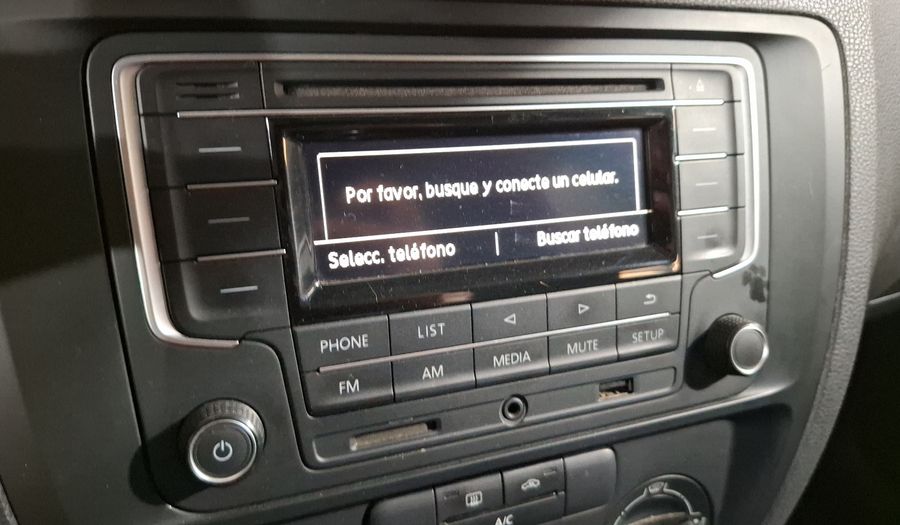 Por favor, busque y conecte un celular.
Selecc. teléfono | Buscar teléfono
PHONE LIST
FM AM MEDIA MUTE SETUP
A/C